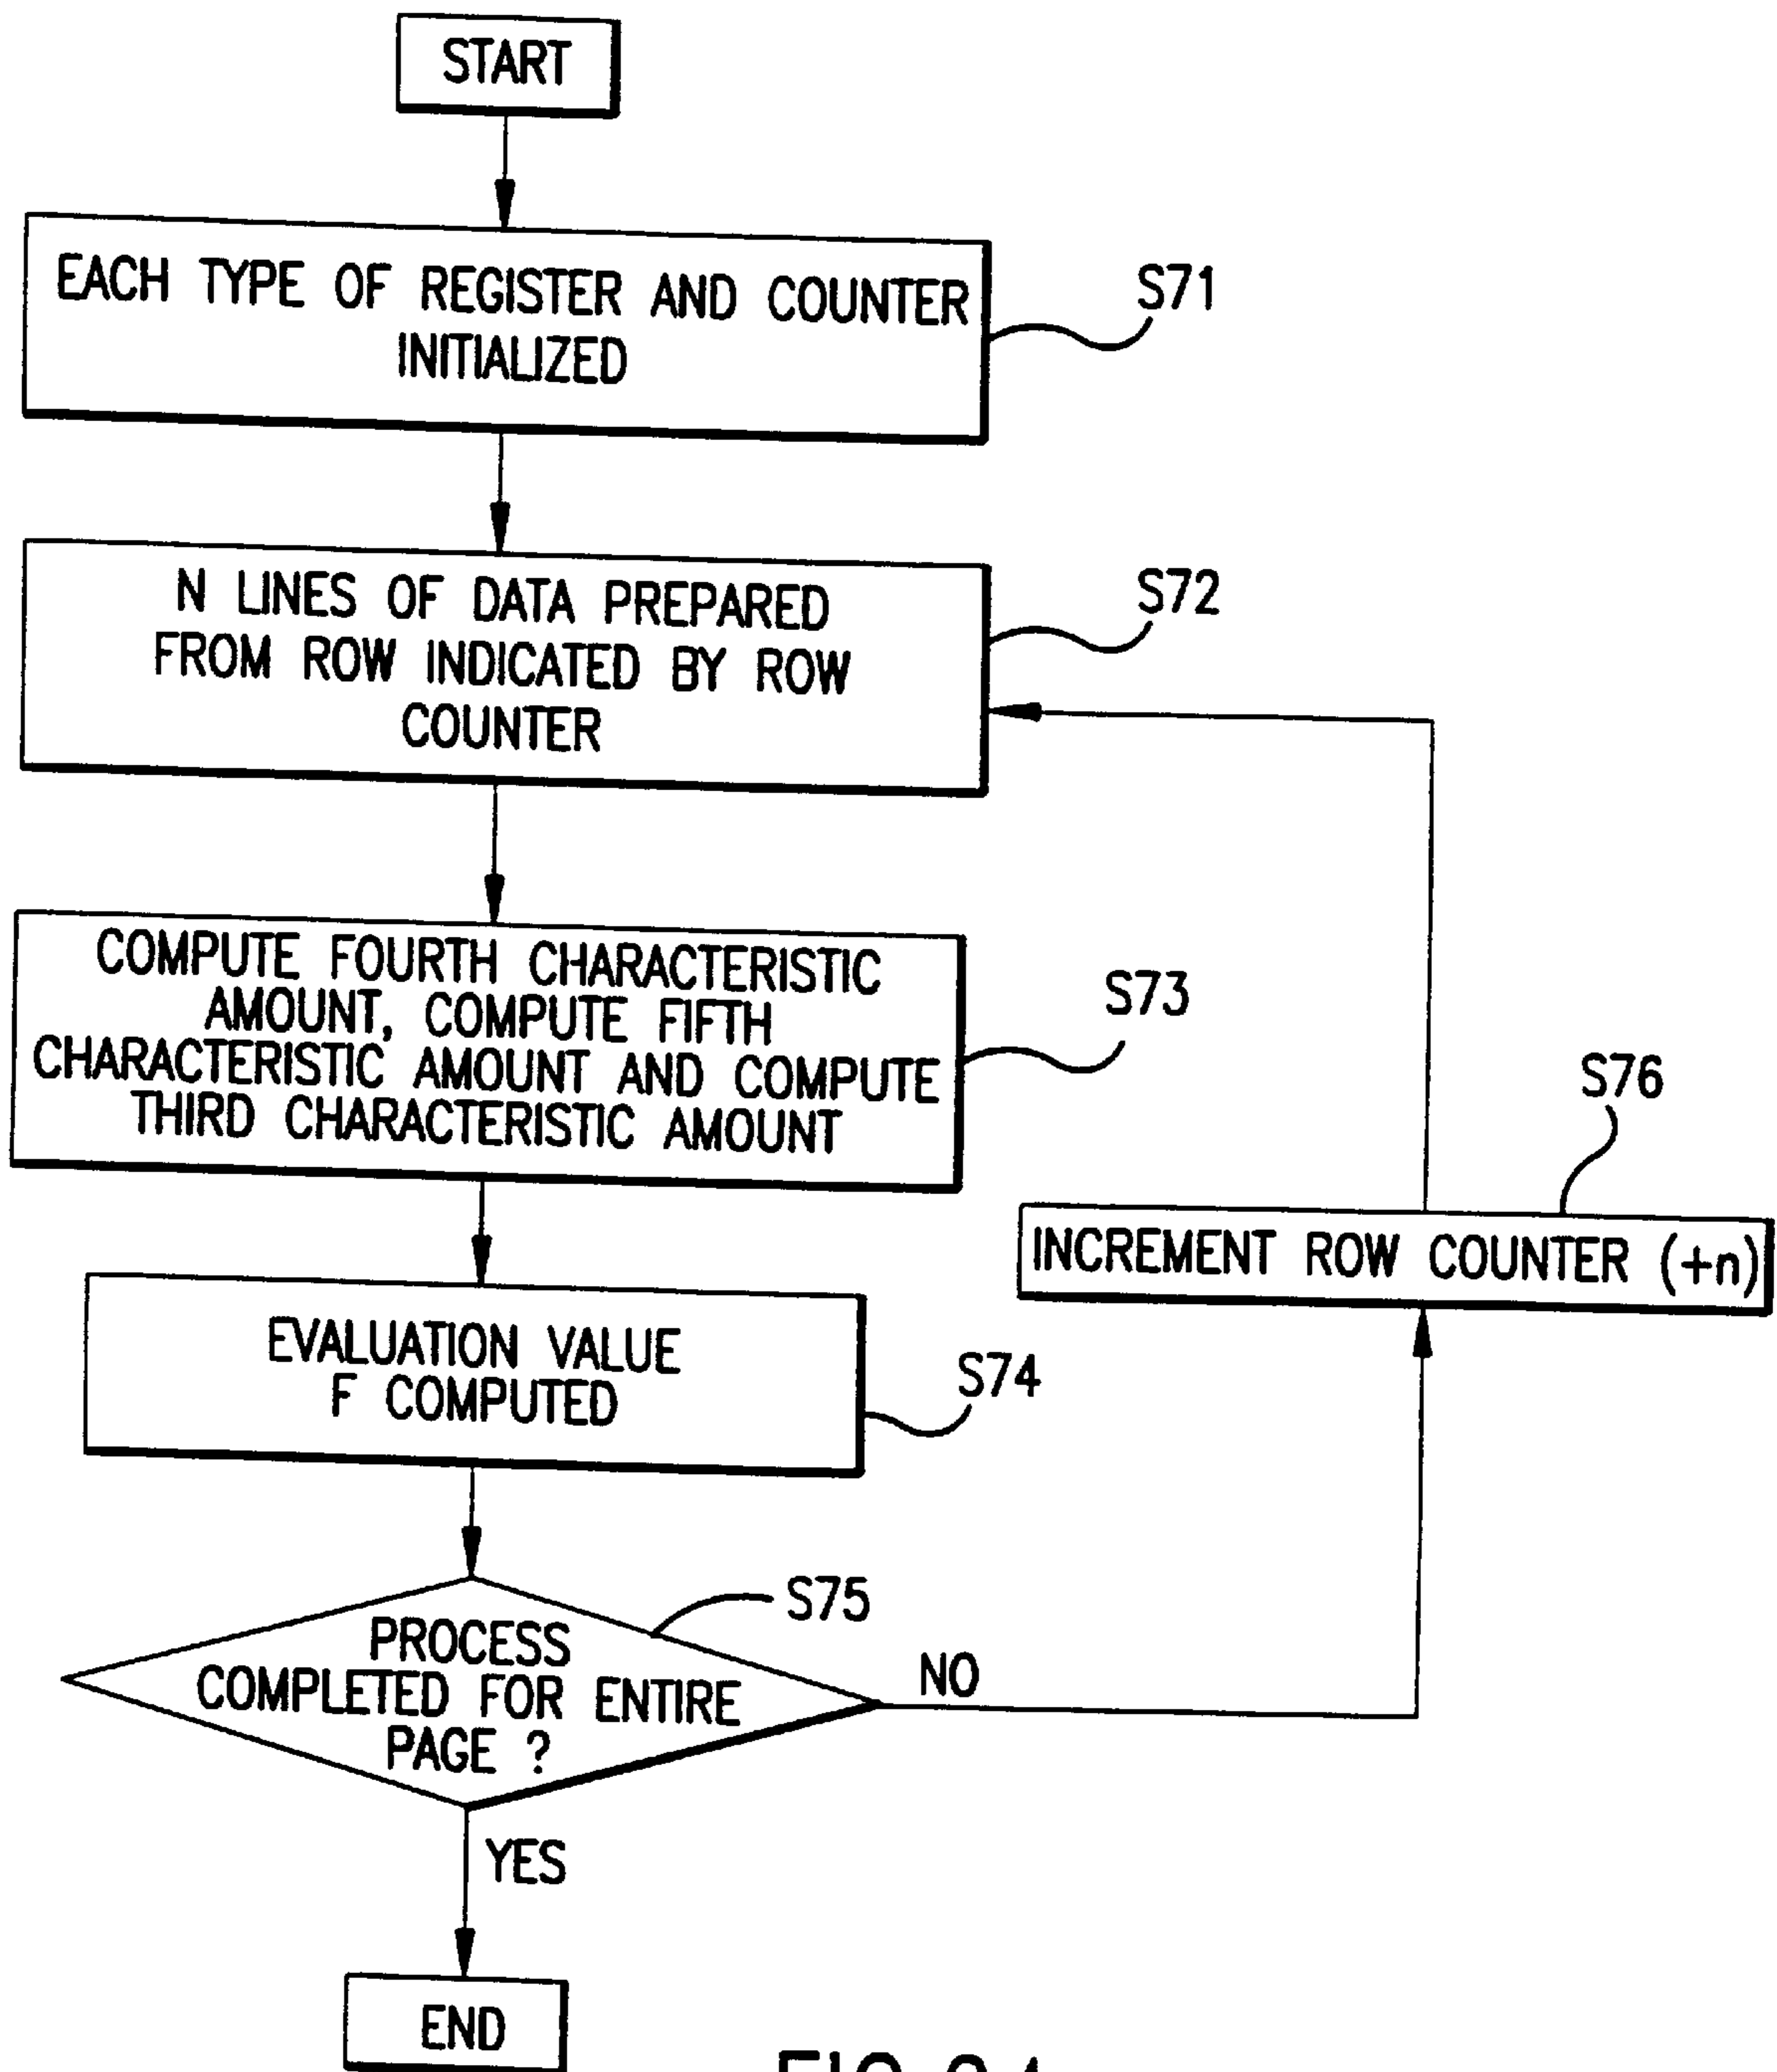 START
EACH TYPE OF REGISTER AND COUNTER
INITIALIZED
S71
N LINES OF DATA PREPARED
FROM ROW INDICATED BY ROW
COUNTER
S72
COMPUTE FOURTH CHARACTERISTIC
AMOUNT, COMPUTE FIFTH
CHARACTERISTIC AMOUNT AND COMPUTE
THIRD CHARACTERISTIC AMOUNT
S73
S76
INCREMENT ROW COUNTER (+n)
EVALUATION VALUE
F COMPUTED
S74
S75
PROCESS
COMPLETED FOR ENTIRE
PAGE ?
NO
YES
END